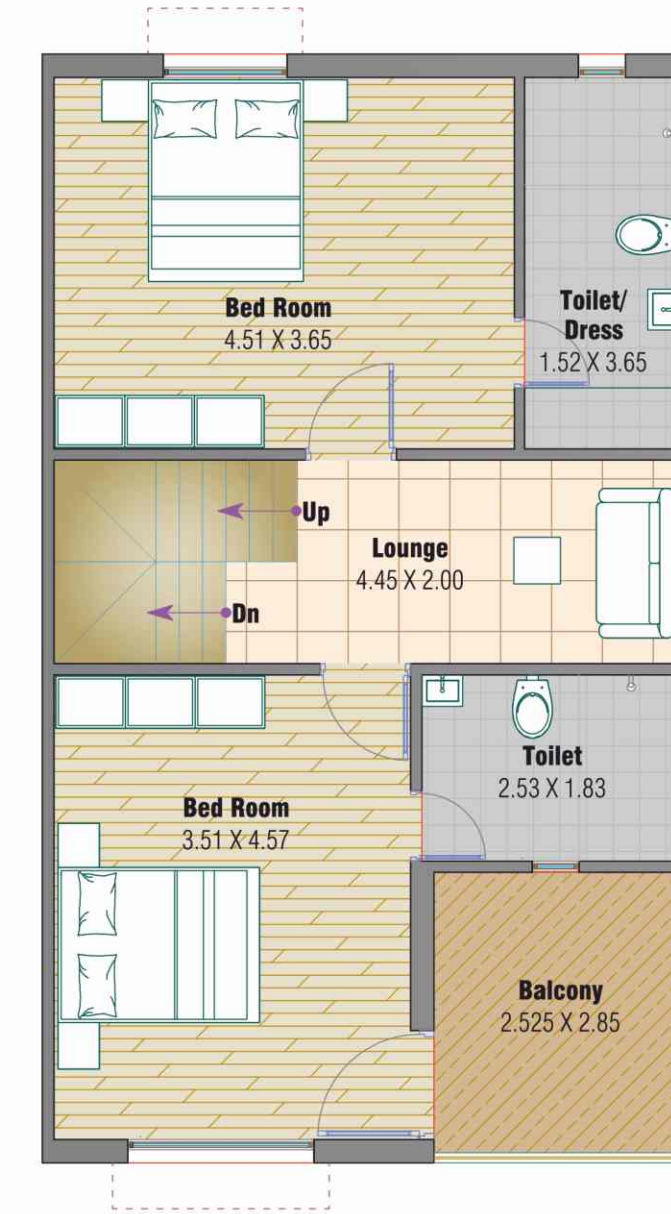 Bed Room
4.51 X 3.65
Toilet/
Dress
1.52 X 3.65
Up
Lounge
4.45 X 2.00
Dn
Toilet
2.53 X 1.83
Bed Room
3.51 X 4.57
Balcony
2.525 X 2.85